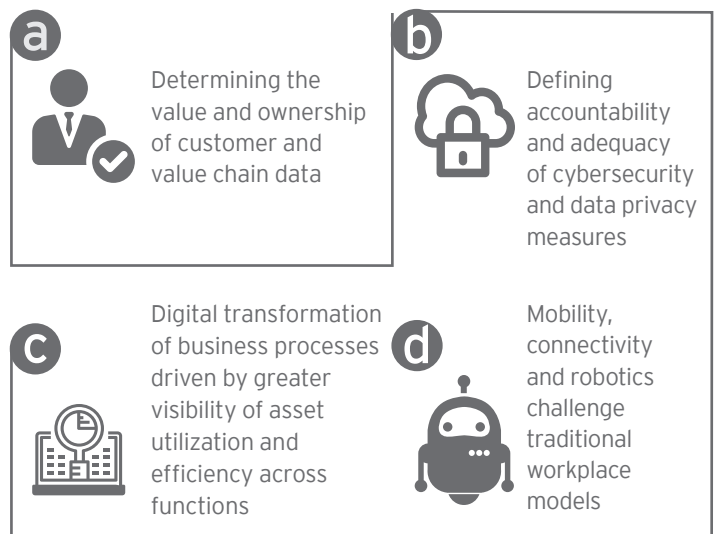 a
Determining the
value and ownership
of customer and
value chain data
b
Defining
accountability
and adequacy
of cybersecurity
and data privacy
measures
c
Digital transformation
of business processes
driven by greater
visibility of asset
utilization and
efficiency across
functions
d
Mobility,
connectivity
and robotics
challenge
traditional
workplace
models